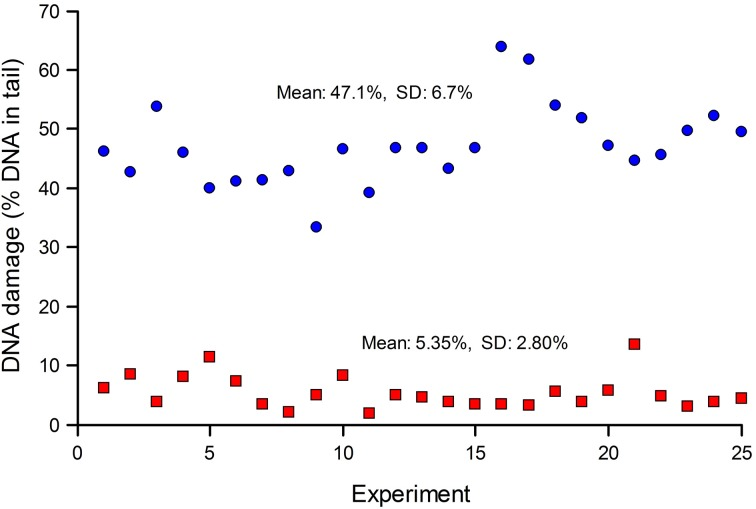 DNA damage (% DNA in tail)
70
60
50
40
30
20
10
0
Mean: 47.1%, SD: 6.7%
Mean: 5.35%, SD: 2.80%
0 5 10 15 20 25
Experiment